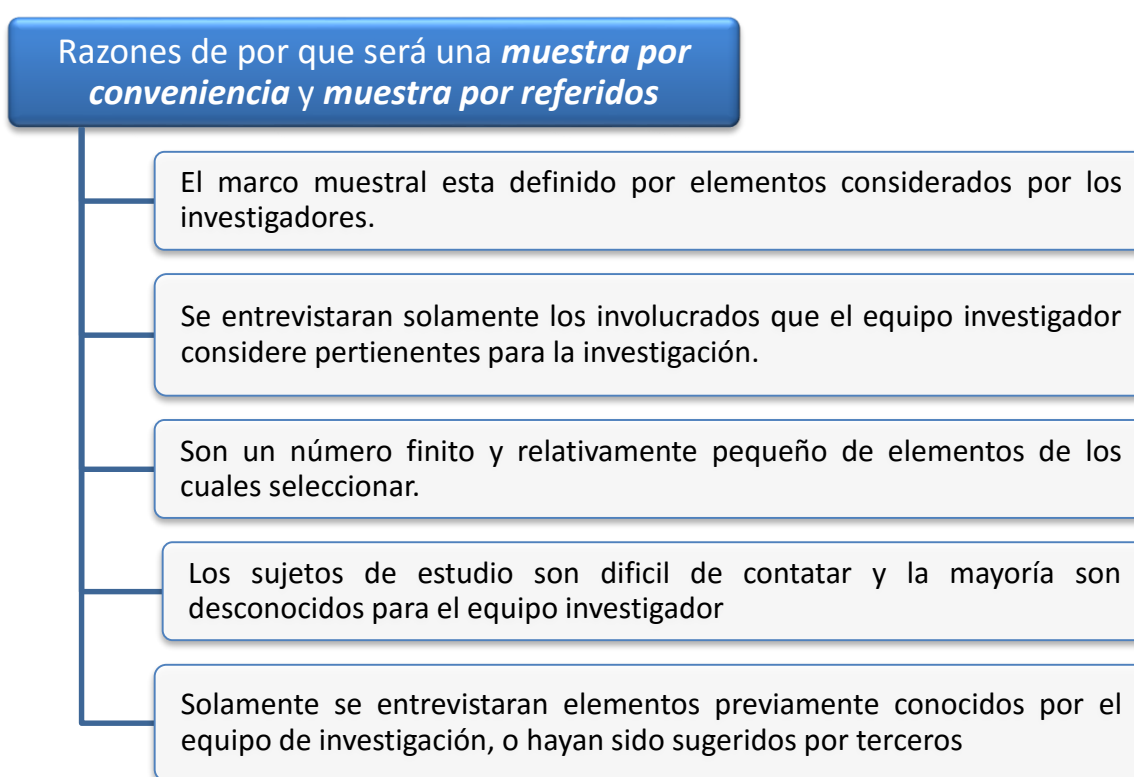 Razones de por que será una muestra por
conveniencia y muestra por referidos
El marco muestral esta definido por elementos considerados por los
investigadores.
Se entrevistaran solamente los involucrados que el equipo investigador
considere pertienentes para la investigación.
Son un número finito y relativamente pequeño de elementos de los
cuales seleccionar.
Los sujetos de estudio son dificil de contatar y la mayoría son
desconocidos para el equipo investigador
Solamente se entrevistaran elementos previamente conocidos por el
equipo de investigación, o hayan sido sugeridos por terceros